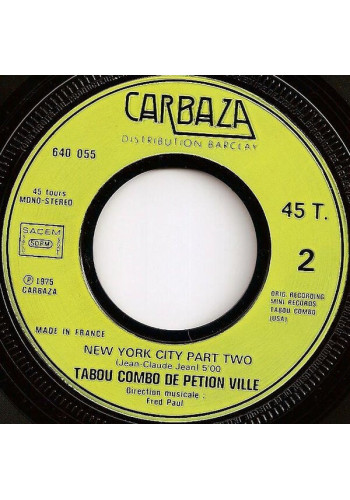 CARBAZA
DISTRIBUTION BARCLAY
640 055
45 tours
MONO-STEREO
45 T.
SACEM
SDRM
2
℗ 1975
CARBAZA
ORIG. RECORDING
MINI RECORDS
TABOU COMBO
(USA)
MADE IN FRANCE
NEW YORK CITY PART TWO
(Jean-Claude Jean) 5'00
TABOU COMBO DE PETION VILLE
Direction musicale :
Fred Paul